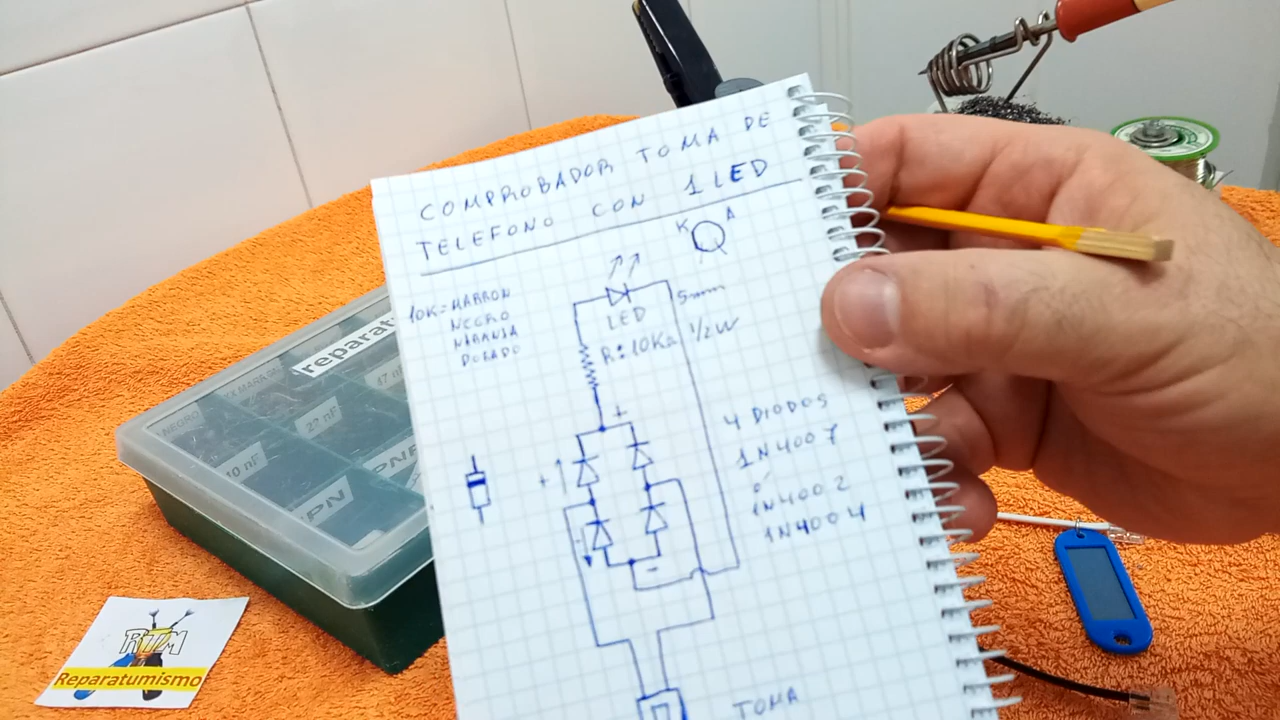 COMPROBADOR TOMA DE
TELEFONO CON 1 LED
K A
10K= MARRON
NEGRO
NARANJA
DORADO
LED
5mm
R: 10KΩ 1/2W
+
+
-
4 DIODOS
1N4007
ó
1N4002
1N4004
TOMA
reparat
NEGRO
47 nF
27 nF
10 nF
PNP
PN
RTM
Reparatumismo